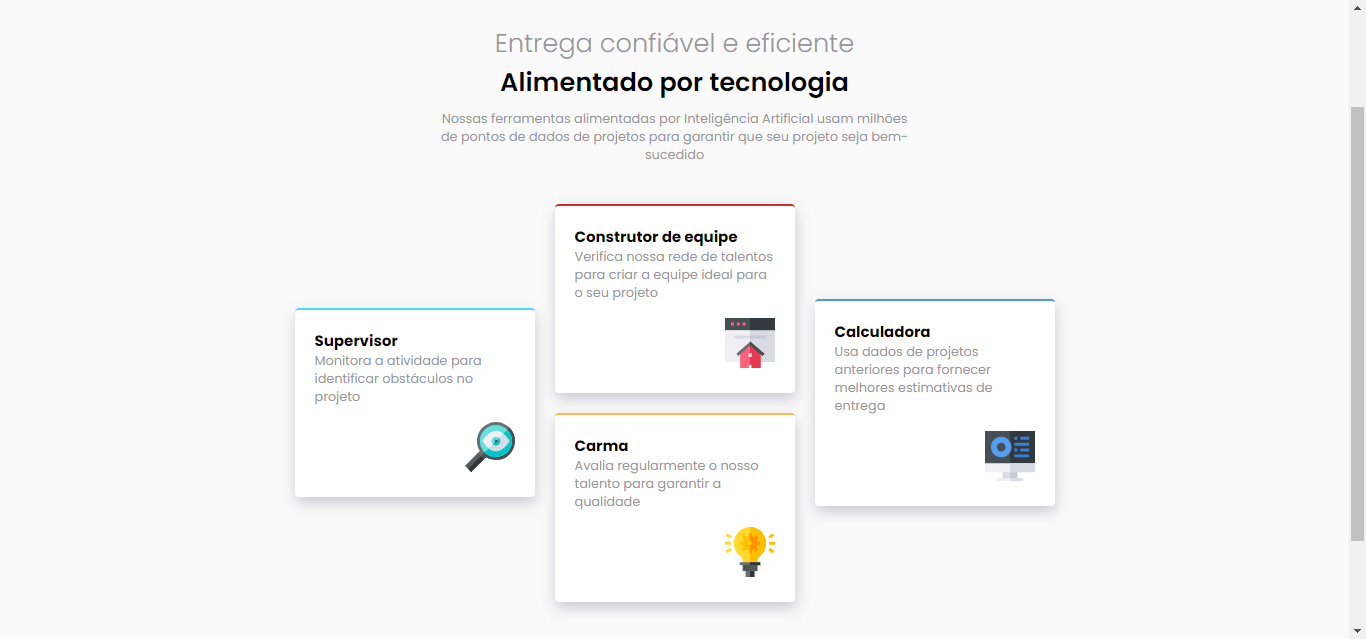 Entrega confiável e eficiente
Alimentado por tecnologia
Nossas ferramentas alimentadas por Inteligência Artificial usam milhões
de pontos de dados de projetos para garantir que seu projeto seja bem-
sucedido
Supervisor
Monitora a atividade para
identificar obstáculos no
projeto
Construtor de equipe
Verifica nossa rede de talentos
para criar a equipe ideal para
o seu projeto
Carma
Avalia regularmente o nosso
talento para garantir a
qualidade
Calculadora
Usa dados de projetos
anteriores para fornecer
melhores estimativas de
entrega